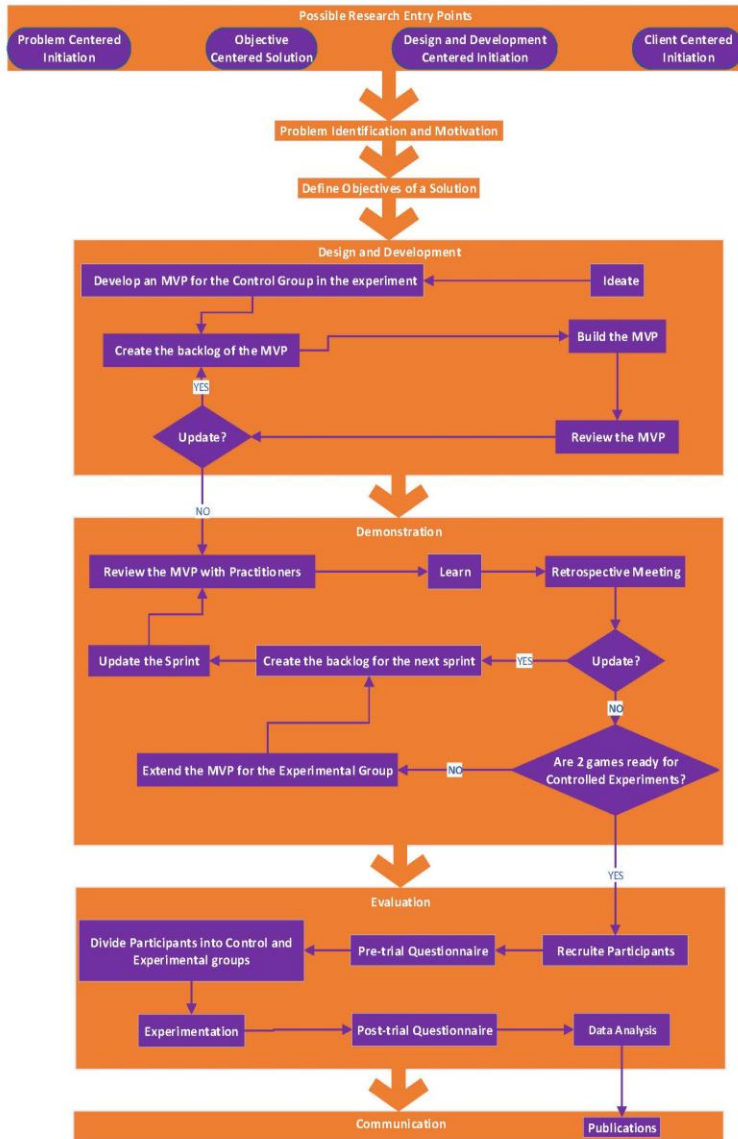 Possible Research Entry Points
Problem Centered
Initiation
Objective
Centered Solution
Design and Development
Centered Initiation
Client Centered
Initiation
Problem Identification and Motivation
Define Objectives of a Solution
Design and Development
Develop an MVP for the Control Group in the experiment
Ideate
Create the backlog of the MVP
Build the MVP
YES
Update?
Review the MVP
NO
Demonstration
Review the MVP with Practitioners
Learn
Retrospective Meeting
Update the Sprint
Create the backlog for the next sprint
YES
Update?
NO
Extend the MVP for the Experimental Group
NO
Are 2 games ready for
Controlled Experiments?
YES
Evaluation
Divide Participants into Control and
Experimental groups
Pre-trial Questionnaire
Recruite Participants
Experimentation
Post-trial Questionnaire
Data Analysis
Communication
Publications